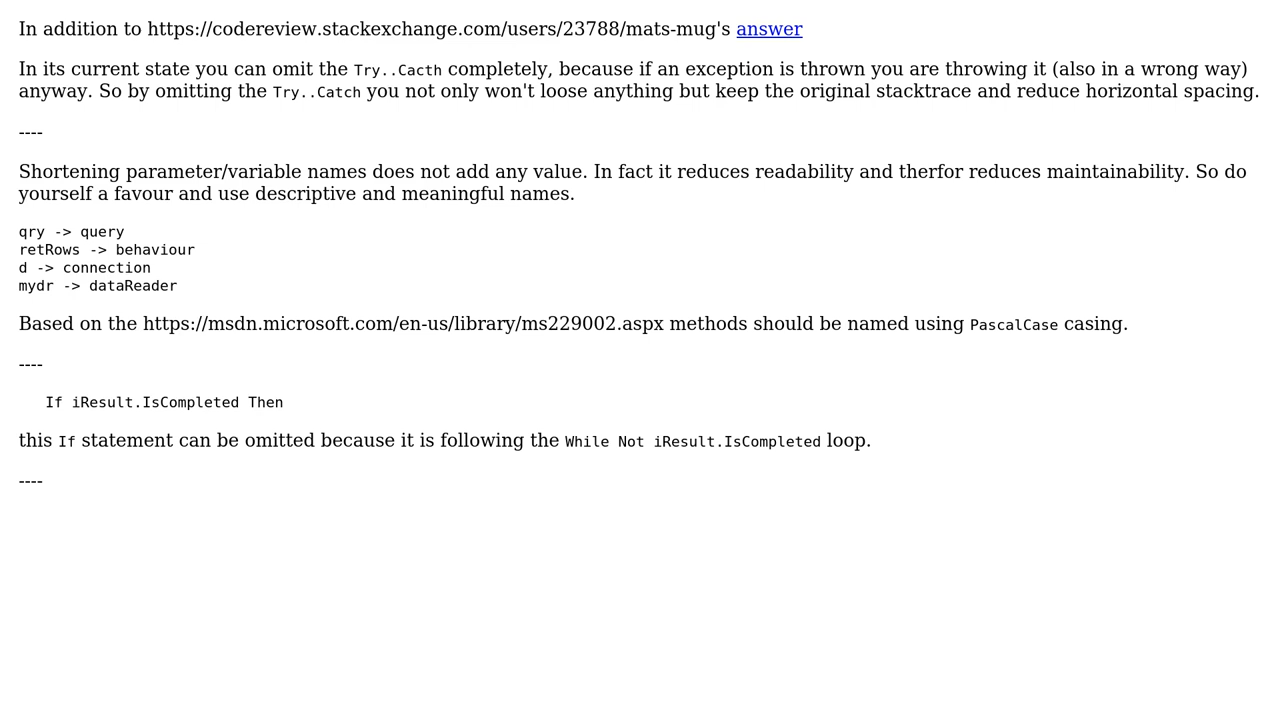 In addition to https://codereview.stackexchange.com/users/23788/mats-mug's answer
In its current state you can omit the Try..Cacth completely, because if an exception is thrown you are throwing it (also in a wrong way)
anyway. So by omitting the Try..Catch you not only won't loose anything but keep the original stacktrace and reduce horizontal spacing.
----
Shortening parameter/variable names does not add any value. In fact it reduces readability and therfor reduces maintainability. So do
yourself a favour and use descriptive and meaningful names.
qry -> query
retRows -> behaviour
d -> connection
mydr -> dataReader
Based on the https://msdn.microsoft.com/en-us/library/ms229002.aspx methods should be named using PascalCase casing.
----
If iResult.IsCompleted Then
this If statement can be omitted because it is following the While Not iResult.IsCompleted loop.
----